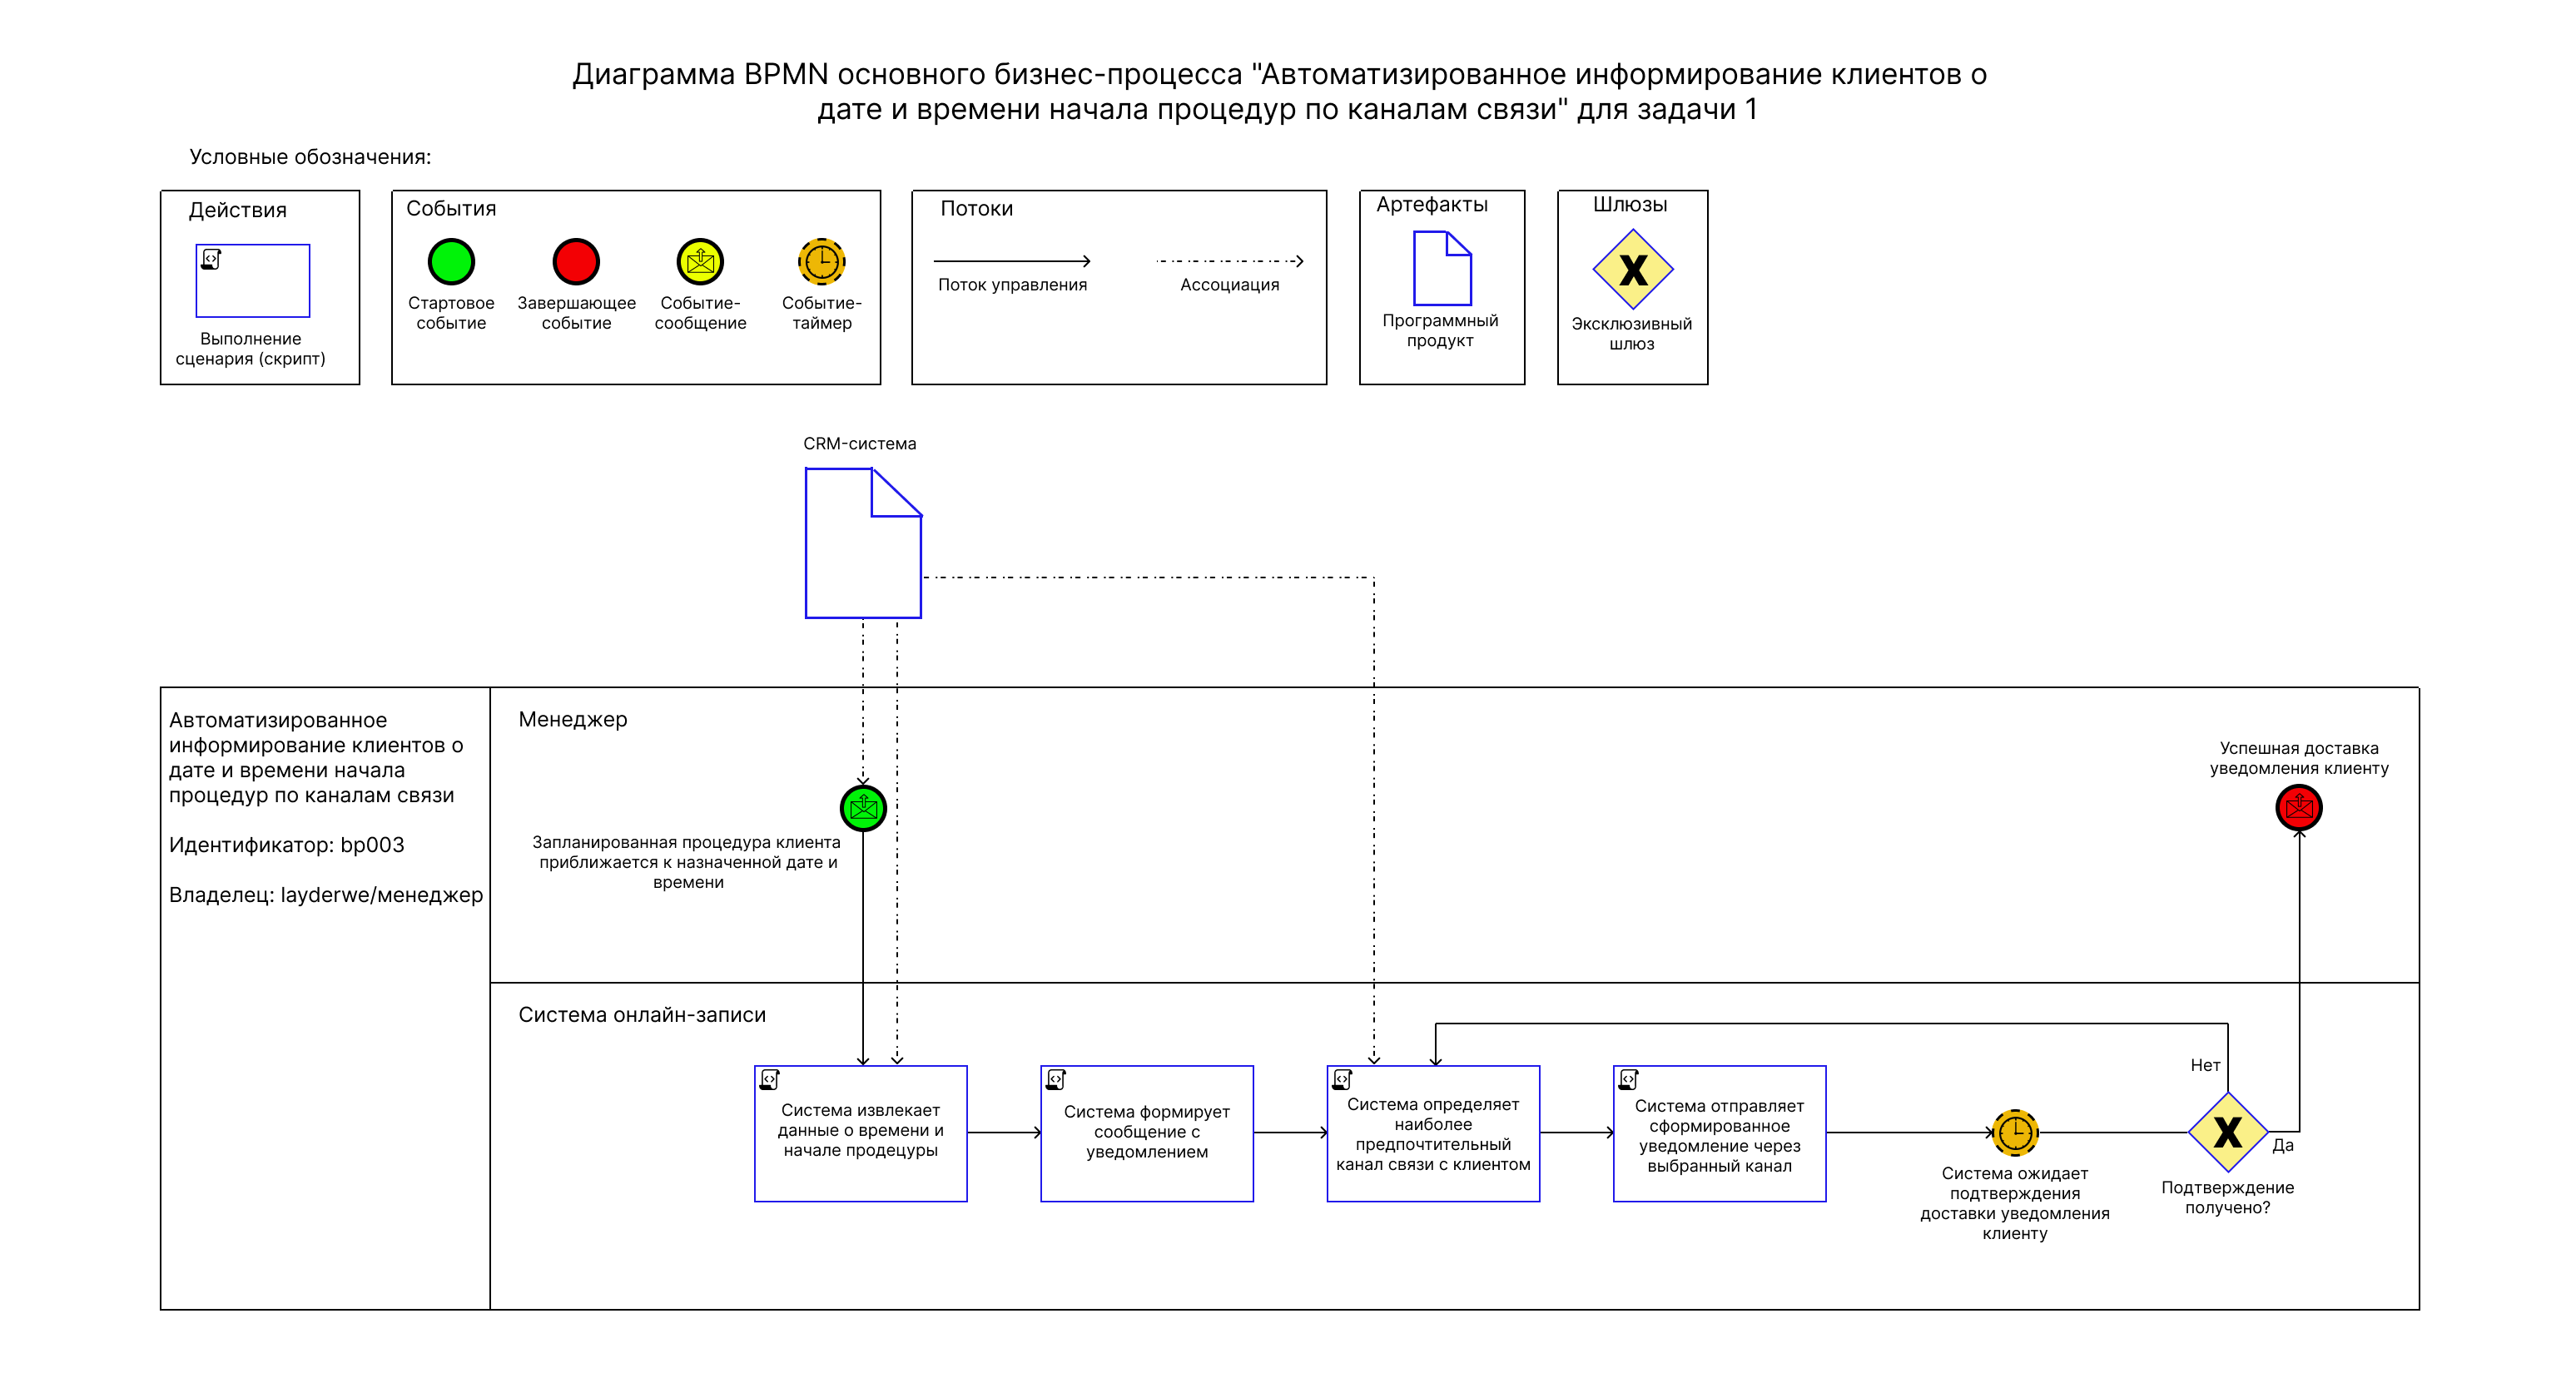 Диаграмма BPMN основного бизнес-процесса "Автоматизированное информирование клиентов о
дате и времени начала процедур по каналам связи" для задачи 1
Условные обозначения:
Действия
Выполнение
сценария (скрипт)
События
Стартовое
событие
Завершающее
событие
Событие-
сообщение
Событие-
таймер
Потоки
Поток управления
Ассоциация
Артефакты
Программный
продукт
Шлюзы
X
Эксклюзивный
шлюз
CRM-система
Автоматизированное
информирование клиентов о
дате и времени начала
процедур по каналам связи
Идентификатор: bp003
Владелец: layderwe/менеджер
Менеджер
Запланированная процедура клиента
приближается к назначенной дате и
времени
Успешная доставка
уведомления клиенту
Система онлайн-записи
Система извлекает
данные о времени и
начале продецуры
Система формирует
сообщение с
уведомлением
Система определяет
наиболее
предпочтительный
канал связи с клиентом
Система отправляет
сформированное
уведомление через
выбранный канал
Система ожидает
подтверждения
доставки уведомления
клиенту
Нет
X
Да
Подтверждение
получено?